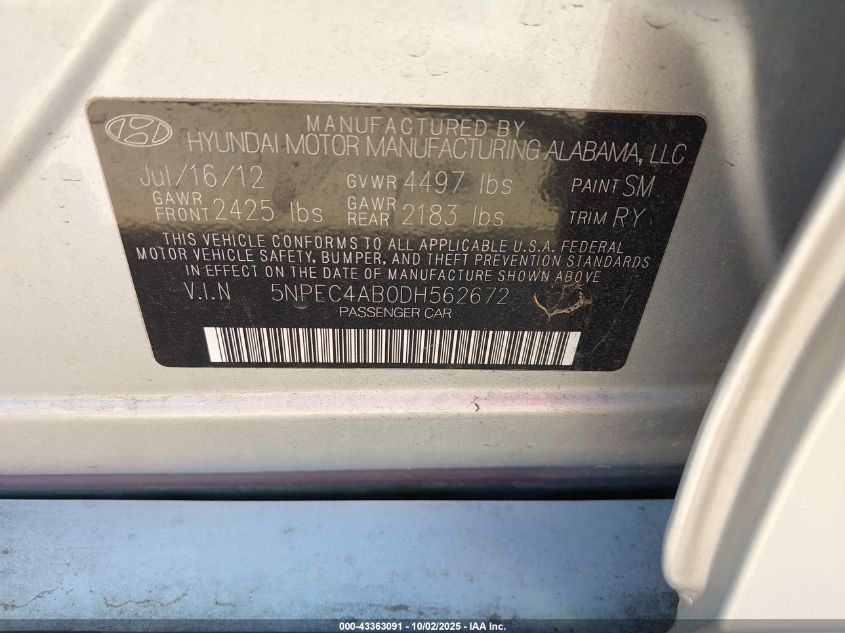 MANUFACTURED BY
HYUNDAI MOTOR MANUFACTURING ALABAMA, LLC
Jul/16/12 GVWR 4497 lbs PAINT SM
GAWR FRONT 2425 lbs GAWR REAR 2183 lbs TRIM RY
THIS VEHICLE CONFORMS TO ALL APPLICABLE U.S.A. FEDERAL
MOTOR VEHICLE SAFETY, BUMPER, AND THEFT PREVENTION STANDARDS
IN EFFECT ON THE DATE OF MANUFACTURE SHOWN ABOVE
V.I.N 5NPEC4AB0DH562672
PASSENGER CAR
000-43363091 - 10/02/2025 - IAA Inc.